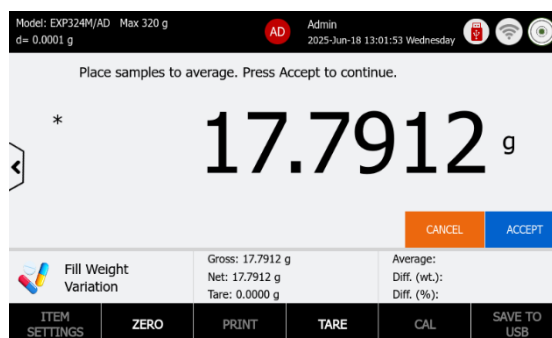 Model: EXP324M/AD Max 320 g
d= 0.0001 g
AD
Admin
2025-Jun-18 13:01:53 Wednesday
Place samples to average. Press Accept to continue.
*
17.7912 g
CANCEL
ACCEPT
Fill Weight
Variation
Gross: 17.7912 g
Net: 17.7912 g
Tare: 0.0000 g
Average:
Diff. (wt.):
Diff. (%):
ITEM
SETTINGS
ZERO
PRINT
TARE
CAL
SAVE TO
USB